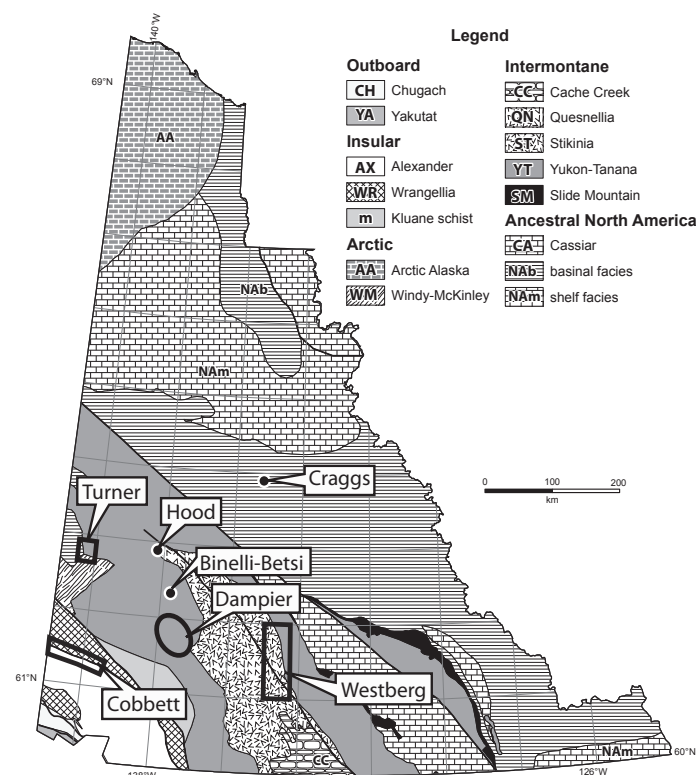 Legend
Outboard
CH Chugach
YA Yakutat
Insular
AX Alexander
WR Wrangellia
m Kluane schist
Arctic
AA Arctic Alaska
WM Windy-McKinley
Intermontane
CC Cache Creek
QN Quesnellia
ST Stikinia
YT Yukon-Tanana
SM Slide Mountain
Ancestral North America
CA Cassiar
NAb basinal facies
NAm shelf facies
140°W
69°N
AA
NAb
NAm
Craggs
0 100 200
km
Turner
Hood
Binelli-Betsi
Dampier
61°N
Westberg
Cobbett
CC
NAm
60°N
138°W
126°W